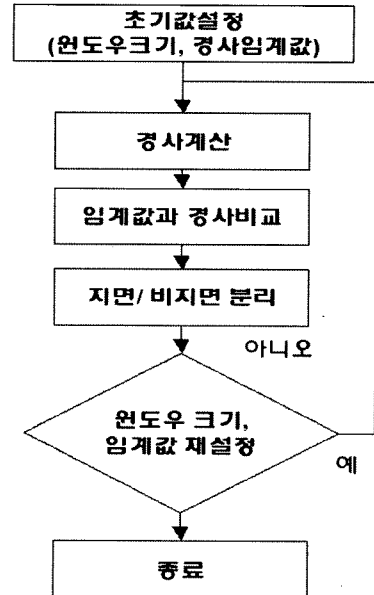 초기값설정
(윈도우크기, 경사임계값)
경사계산
임계값과 경사비교
지면/ 비지면 분리
아니오
윈도우 크기,
임계값 재설정
예
종료